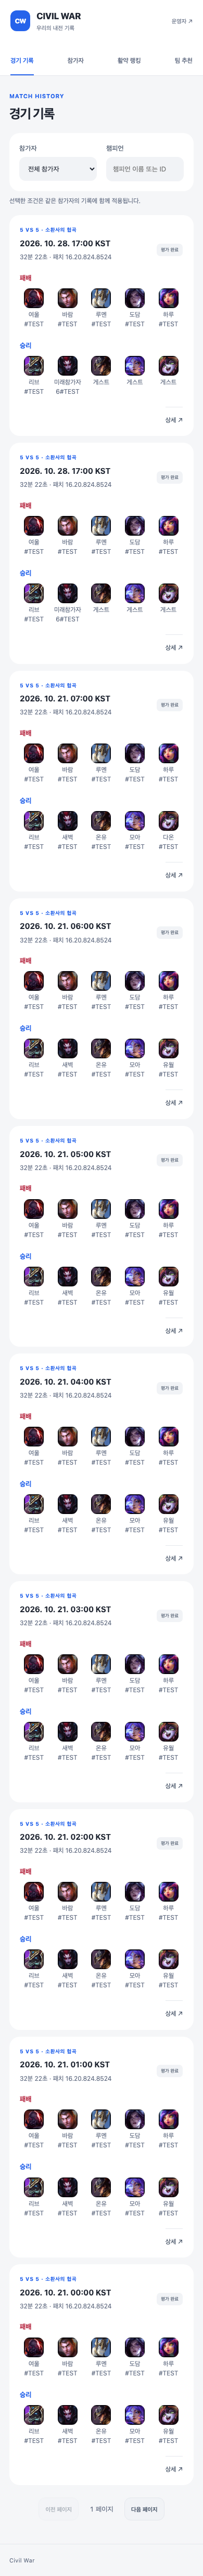 CW
CIVIL WAR
우리의 내전 기록
운영자 ↗
경기 기록 참가자 활약 랭킹 팀 추천
MATCH HISTORY
경기 기록
참가자 챔피언
전체 참가자 챔피언 이름 또는 ID
선택한 조건은 같은 참가자의 기록에 함께 적용됩니다.
5 VS 5 · 소환사의 협곡
2026. 10. 28. 17:00 KST 평가 완료
32분 22초 · 패치 16.20.824.8524
패배
여울 바람 루멘 도담 하루
#TEST #TEST #TEST #TEST #TEST
승리
리브 미래참가자 게스트 게스트 게스트
#TEST 6#TEST
상세 ↗
5 VS 5 · 소환사의 협곡
2026. 10. 28. 17:00 KST 평가 완료
32분 22초 · 패치 16.20.824.8524
패배
여울 바람 루멘 도담 하루
#TEST #TEST #TEST #TEST #TEST
승리
리브 미래참가자 게스트 게스트 게스트
#TEST 6#TEST
상세 ↗
5 VS 5 · 소환사의 협곡
2026. 10. 21. 07:00 KST 평가 완료
32분 22초 · 패치 16.20.824.8524
패배
여울 바람 루멘 도담 하루
#TEST #TEST #TEST #TEST #TEST
승리
리브 새벽 온유 모아 다온
#TEST #TEST #TEST #TEST #TEST
상세 ↗
5 VS 5 · 소환사의 협곡
2026. 10. 21. 06:00 KST 평가 완료
32분 22초 · 패치 16.20.824.8524
패배
여울 바람 루멘 도담 하루
#TEST #TEST #TEST #TEST #TEST
승리
리브 새벽 온유 모아 유월
#TEST #TEST #TEST #TEST #TEST
상세 ↗
5 VS 5 · 소환사의 협곡
2026. 10. 21. 05:00 KST 평가 완료
32분 22초 · 패치 16.20.824.8524
패배
여울 바람 루멘 도담 하루
#TEST #TEST #TEST #TEST #TEST
승리
리브 새벽 온유 모아 유월
#TEST #TEST #TEST #TEST #TEST
상세 ↗
5 VS 5 · 소환사의 협곡
2026. 10. 21. 04:00 KST 평가 완료
32분 22초 · 패치 16.20.824.8524
패배
여울 바람 루멘 도담 하루
#TEST #TEST #TEST #TEST #TEST
승리
리브 새벽 온유 모아 유월
#TEST #TEST #TEST #TEST #TEST
상세 ↗
5 VS 5 · 소환사의 협곡
2026. 10. 21. 03:00 KST 평가 완료
32분 22초 · 패치 16.20.824.8524
패배
여울 바람 루멘 도담 하루
#TEST #TEST #TEST #TEST #TEST
승리
리브 새벽 온유 모아 유월
#TEST #TEST #TEST #TEST #TEST
상세 ↗
5 VS 5 · 소환사의 협곡
2026. 10. 21. 02:00 KST 평가 완료
32분 22초 · 패치 16.20.824.8524
패배
여울 바람 루멘 도담 하루
#TEST #TEST #TEST #TEST #TEST
승리
리브 새벽 온유 모아 유월
#TEST #TEST #TEST #TEST #TEST
상세 ↗
5 VS 5 · 소환사의 협곡
2026. 10. 21. 01:00 KST 평가 완료
32분 22초 · 패치 16.20.824.8524
패배
여울 바람 루멘 도담 하루
#TEST #TEST #TEST #TEST #TEST
승리
리브 새벽 온유 모아 유월
#TEST #TEST #TEST #TEST #TEST
상세 ↗
5 VS 5 · 소환사의 협곡
2026. 10. 21. 00:00 KST 평가 완료
32분 22초 · 패치 16.20.824.8524
패배
여울 바람 루멘 도담 하루
#TEST #TEST #TEST #TEST #TEST
승리
리브 새벽 온유 모아 유월
#TEST #TEST #TEST #TEST #TEST
상세 ↗
이전 페이지 1 페이지 다음 페이지
Civil War